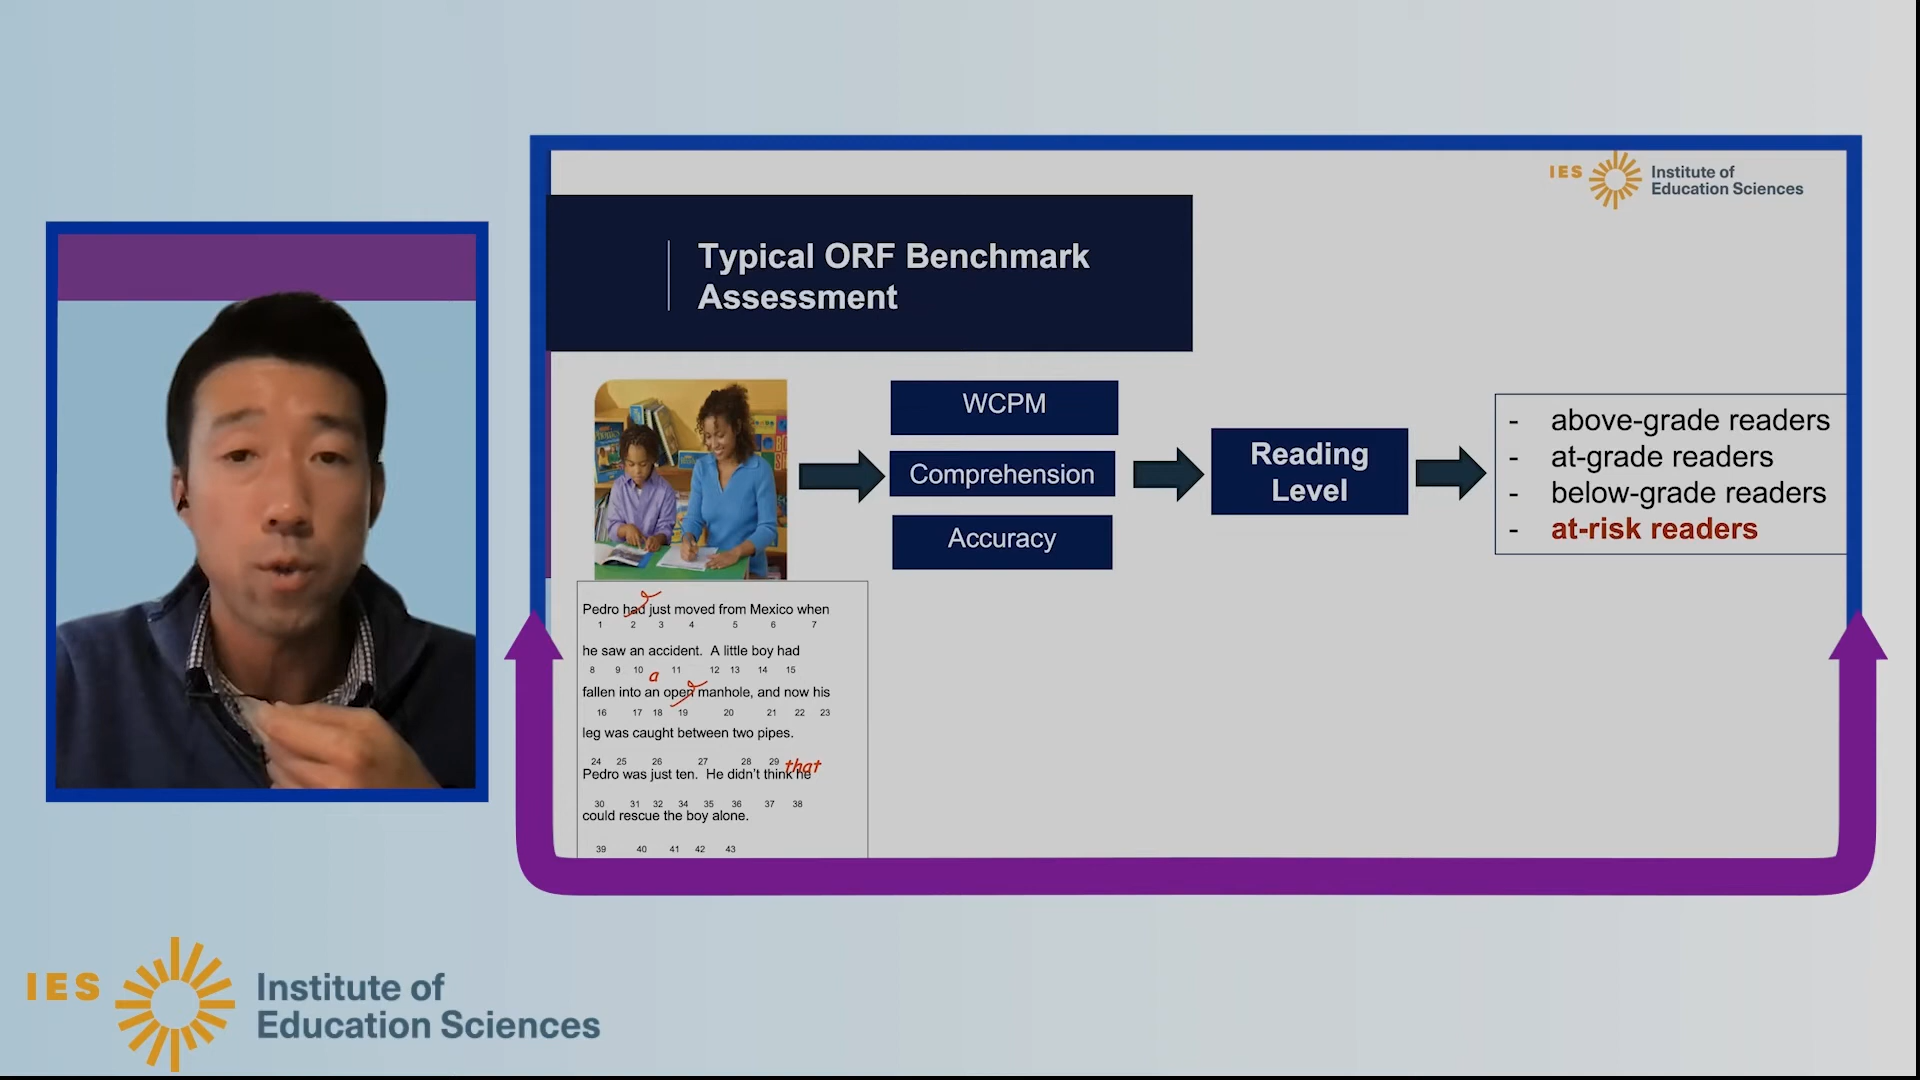 IES Institute of
Education Sciences
Typical ORF Benchmark
Assessment
WCPM
Comprehension
Accuracy
Reading
Level
- above-grade readers
- at-grade readers
- below-grade readers
- at-risk readers
Pedro had just moved from Mexico when
1 2 3 4 5 6 7
he saw an accident. A little boy had
8 9 10 11 12 13 14 15
a
fallen into an open manhole, and now his
16 17 18 19 20 21 22 23
leg was caught between two pipes.
24 25 26 27 28 29
that
Pedro was just ten. He didn't think he
30 31 32 34 35 36 37 38
could rescue the boy alone.
39 40 41 42 43
IES Institute of
Education Sciences